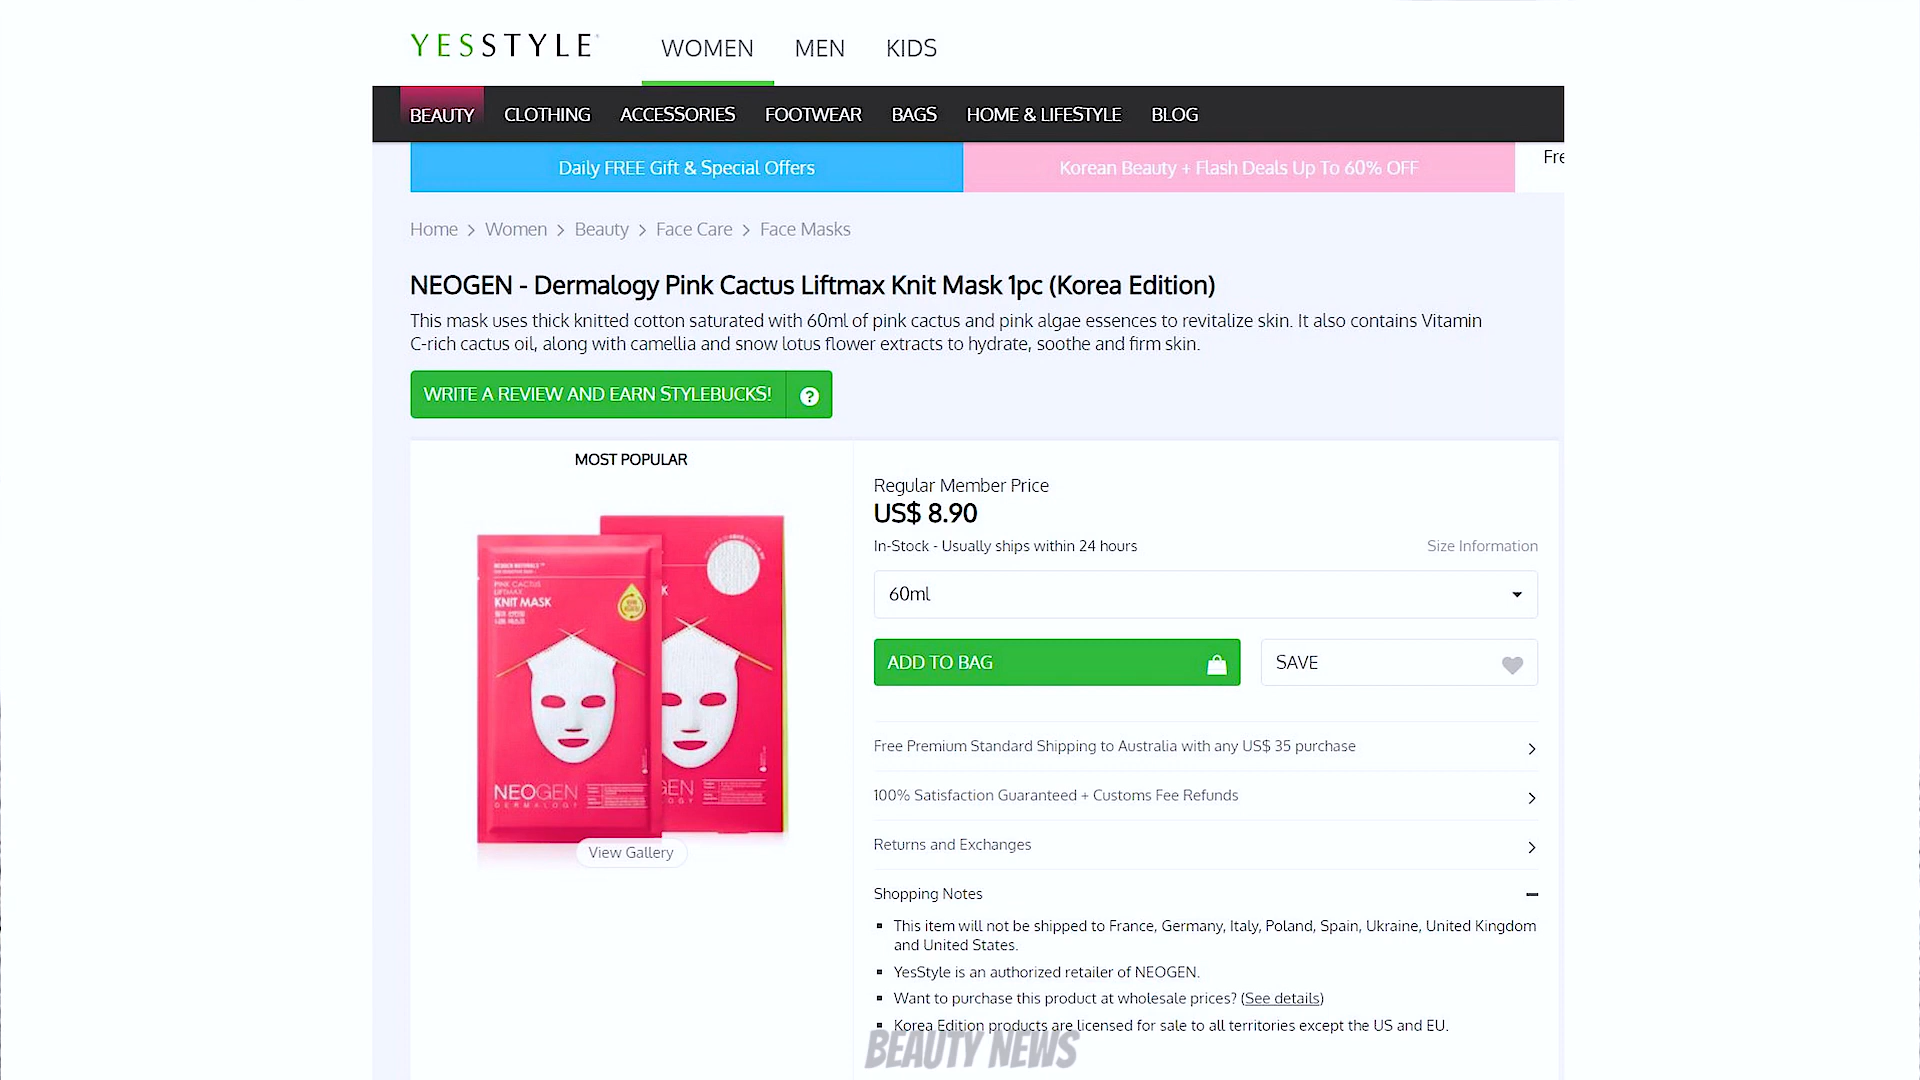 YESSTYLE
WOMEN MEN KIDS
BEAUTY CLOTHING ACCESSORIES FOOTWEAR BAGS HOME & LIFESTYLE BLOG
Daily FREE Gift & Special Offers
Korean Beauty + Flash Deals Up To 60% OFF
Fre
Home > Women > Beauty > Face Care > Face Masks
NEOGEN - Dermalogy Pink Cactus Liftmax Knit Mask 1pc (Korea Edition)
This mask uses thick knitted cotton saturated with 60ml of pink cactus and pink algae essences to revitalize skin. It also contains Vitamin
C-rich cactus oil, along with camellia and snow lotus flower extracts to hydrate, soothe and firm skin.
WRITE A REVIEW AND EARN STYLEBUCKS! ?
MOST POPULAR
PINK CACTUS
LIFTMAX
KNIT MASK
NEOGEN
DERMALOGY
View Gallery
Regular Member Price
US$ 8.90
In-Stock - Usually ships within 24 hours
Size Information
60ml
ADD TO BAG
SAVE
Free Premium Standard Shipping to Australia with any US$ 35 purchase
100% Satisfaction Guaranteed + Customs Fee Refunds
Returns and Exchanges
Shopping Notes
This item will not be shipped to France, Germany, Italy, Poland, Spain, Ukraine, United Kingdom
and United States.
YesStyle is an authorized retailer of NEOGEN.
Want to purchase this product at wholesale prices? (See details)
Korea Edition products are licensed for sale to all territories except the US and EU.
BEAUTY NEWS